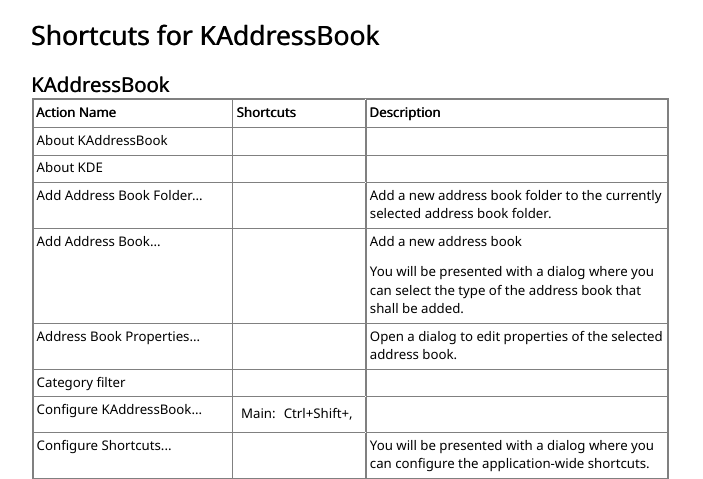 Shortcuts for KAddressBook
KAddressBook
Action Name Shortcuts Description
About KAddressBook
About KDE
Add Address Book Folder... Add a new address book folder to the currently
selected address book folder.
Add Address Book... Add a new address book
You will be presented with a dialog where you
can select the type of the address book that
shall be added.
Address Book Properties... Open a dialog to edit properties of the selected
address book.
Category filter
Configure KAddressBook... Main: Ctrl+Shift+,
Configure Shortcuts... You will be presented with a dialog where you
can configure the application-wide shortcuts.